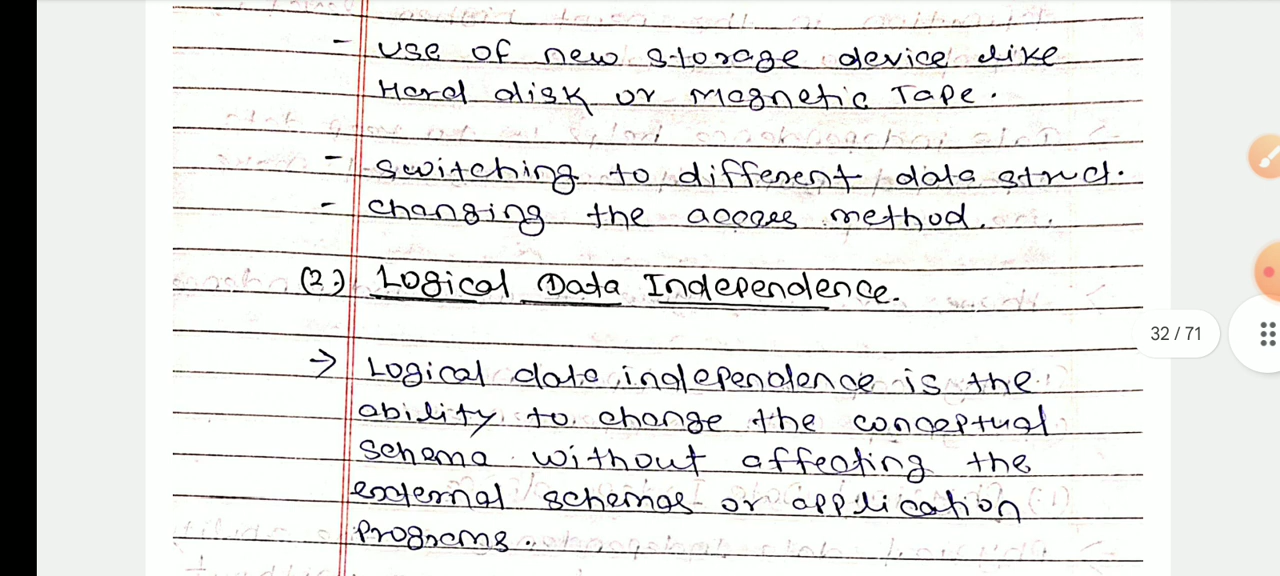 - use of new storage device like
Hard disk or Magnetic Tape.
- switching to different data struct.
- changing the access method.
(2) Logical Data Independence.
→ Logical data independence is the
ability to change the conceptual
schema without affecting the
external schemas or application
programs.
32 / 71